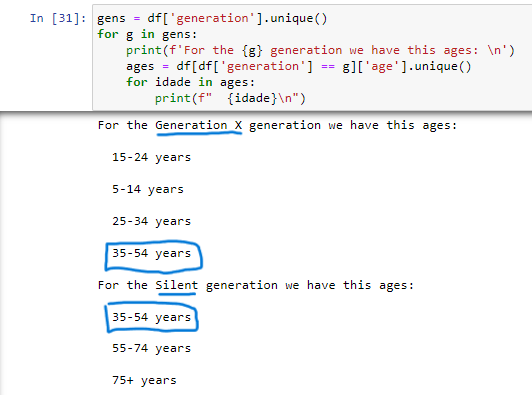 In [31]: gens = df['generation'].unique()
for g in gens:
    print(f'For the {g} generation we have this ages: \n')
    ages = df[df['generation'] == g]['age'].unique()
    for idade in ages:
        print(f"  {idade}\n")
For the Generation X generation we have this ages:
15-24 years
5-14 years
25-34 years
35-54 years
For the Silent generation we have this ages:
35-54 years
55-74 years
75+ years